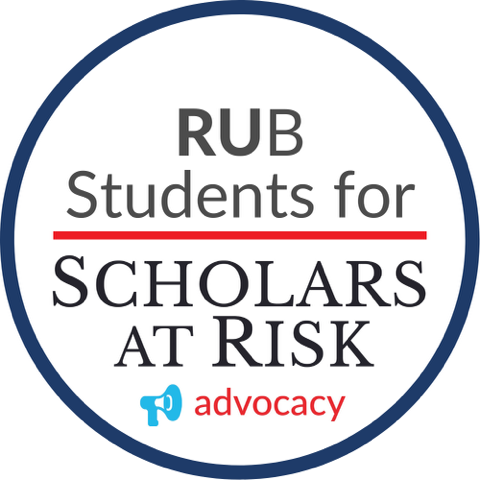 RUB
Students for
SCHOLARS
AT RISK
advocacy